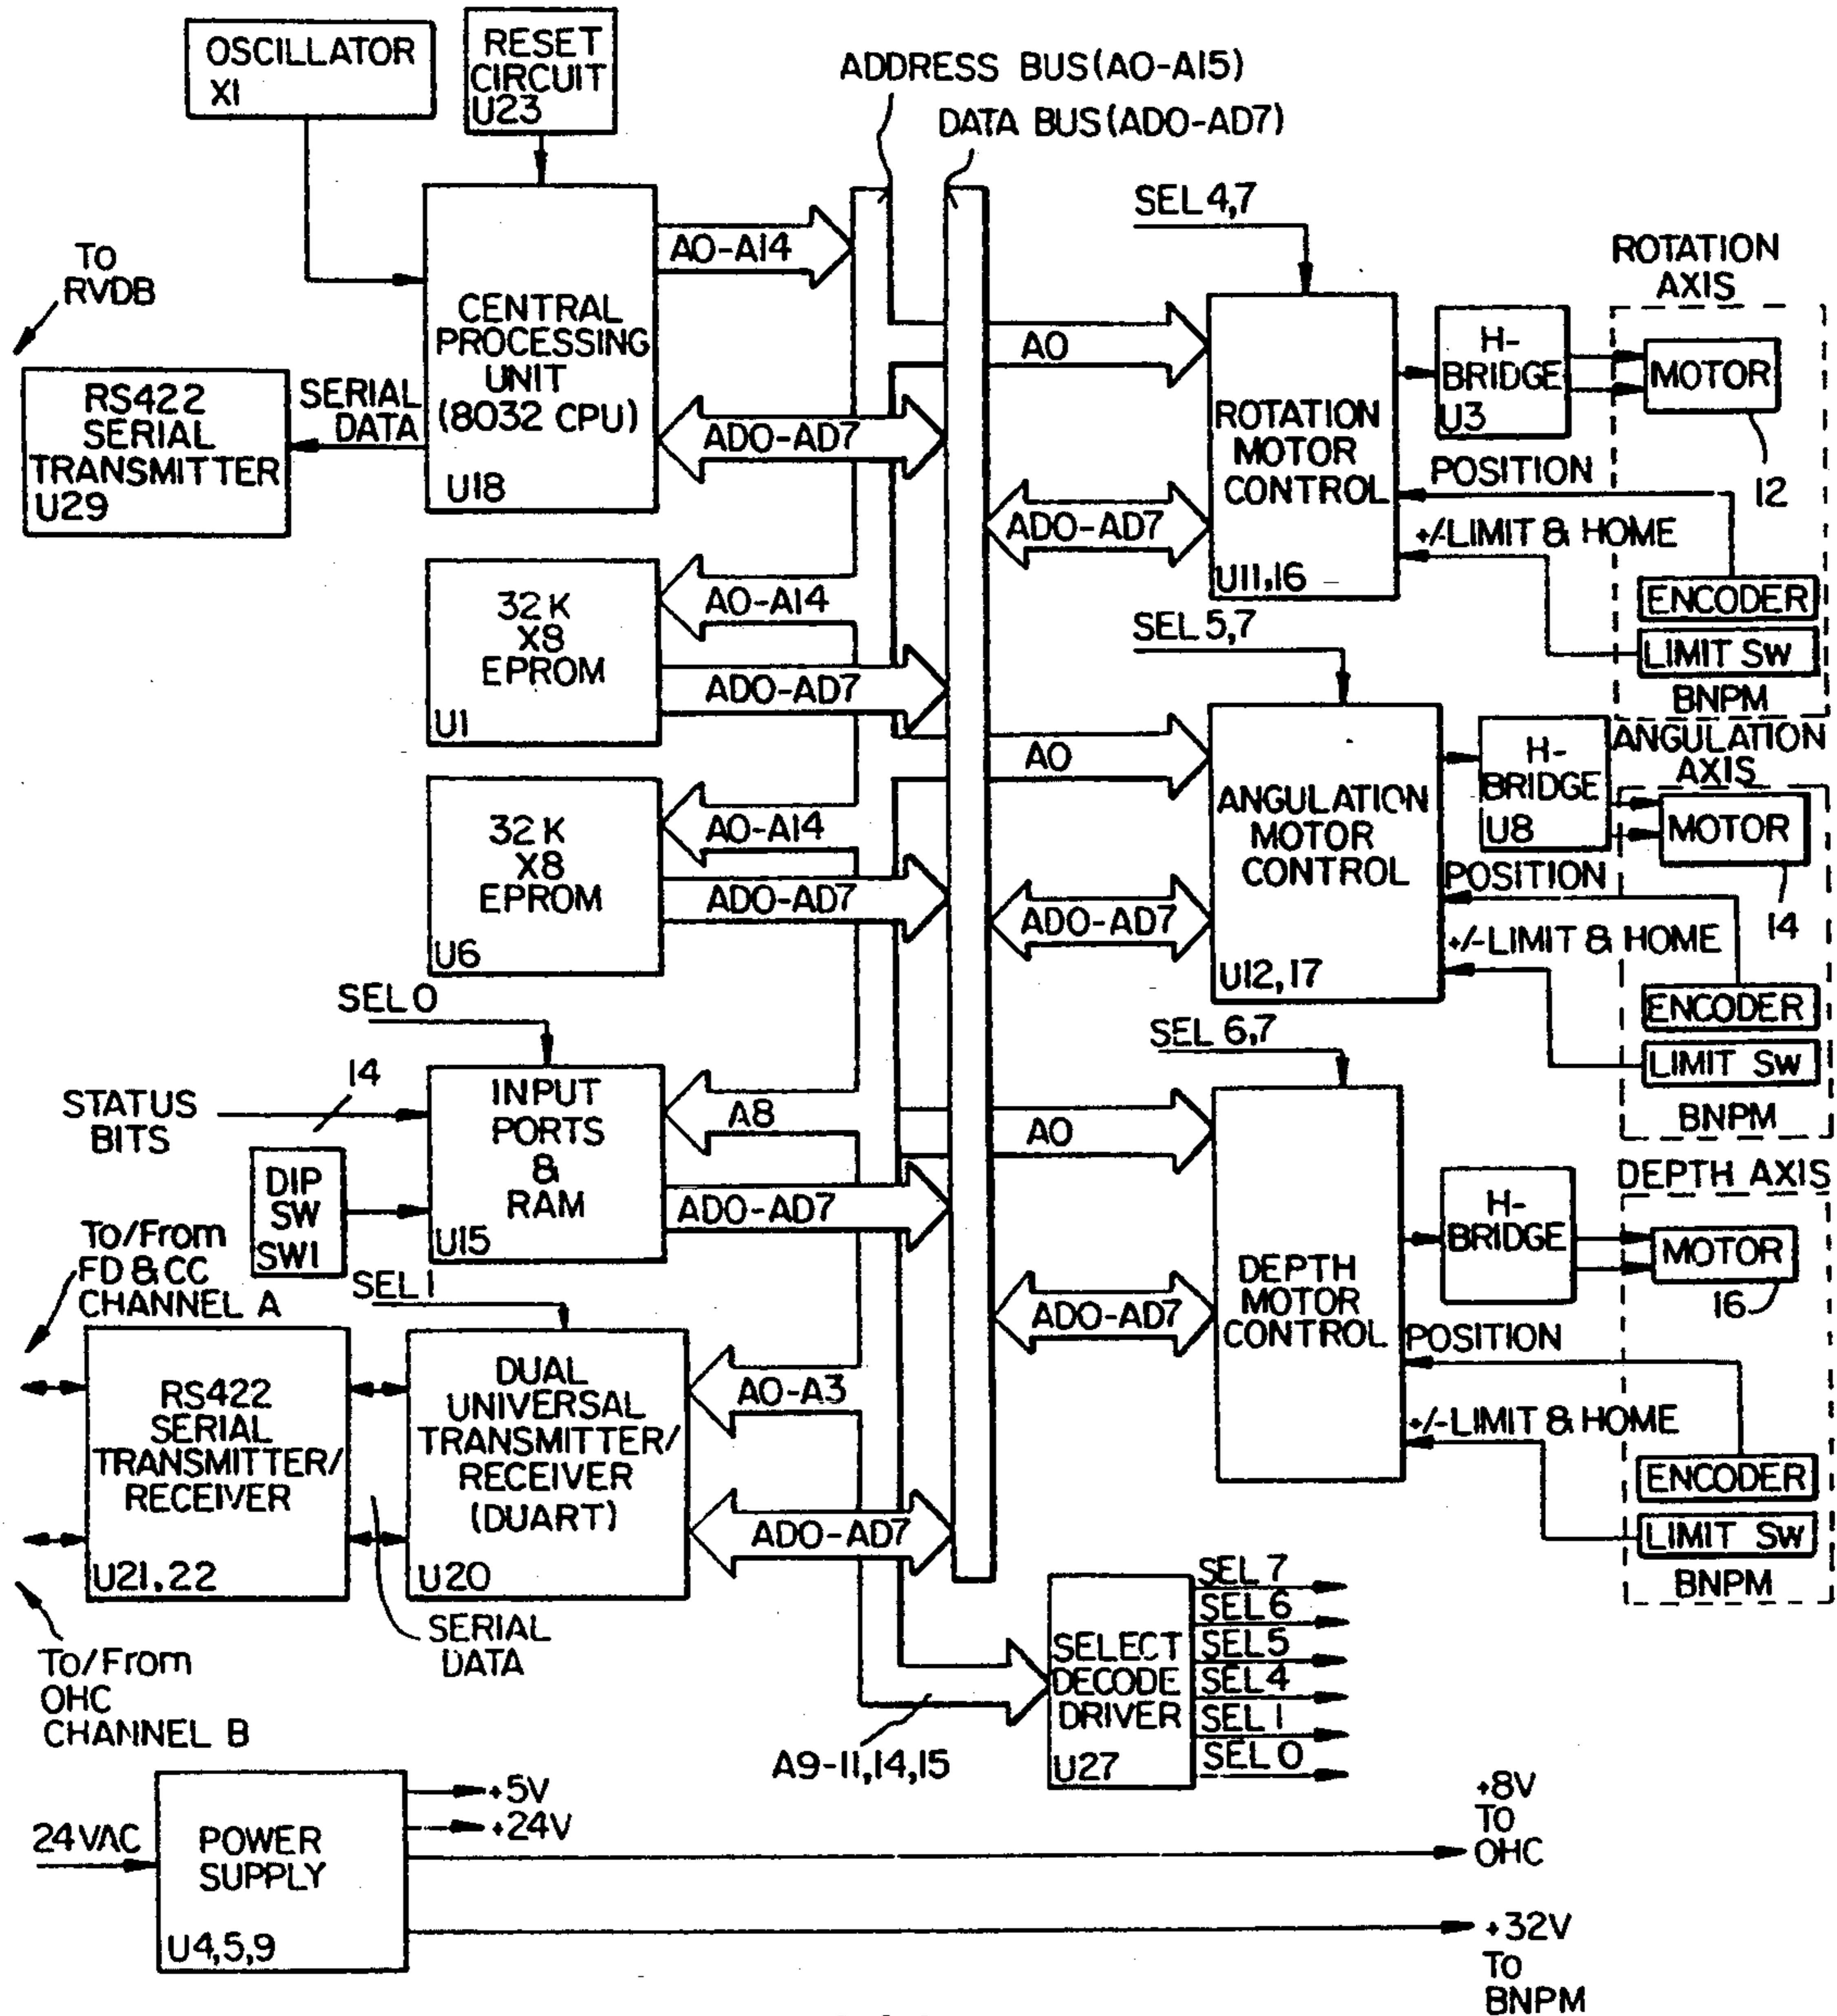 OSCILLATOR
X1
RESET
CIRCUIT
U23
ADDRESS BUS(A0-A15)
DATA BUS(AD0-AD7)
To
RVDB
RS422
SERIAL
TRANSMITTER
U29
SERIAL
DATA
CENTRAL
PROCESSING
UNIT
(8032 CPU)
U18
A0-A14
AD0-AD7
32K
X8
EPROM
U1
A0-A14
AD0-AD7
32K
X8
EPROM
U6
A0-A14
AD0-AD7
SEL 0
14
STATUS
BITS
DIP
SW
SW1
INPUT
PORTS
&
RAM
U15
A8
AD0-AD7
To/From
FD & CC
CHANNEL A
SEL 1
RS422
SERIAL
TRANSMITTER/
RECEIVER
U21,22
DUAL
UNIVERSAL
TRANSMITTER/
RECEIVER
(DUART)
U20
A0-A3
AD0-AD7
SERIAL
DATA
To/From
OHC
CHANNEL B
A9-11,14,15
SELECT
DECODE
DRIVER
U27
SEL 7
SEL 6
SEL 5
SEL 4
SEL 1
SEL 0
SEL 4,7
A0
AD0-AD7
ROTATION
MOTOR
CONTROL
U11,16
H-
BRIDGE
U3
ROTATION
AXIS
MOTOR
12
POSITION
+/-LIMIT & HOME
ENCODER
LIMIT SW
BNPM
SEL 5,7
A0
AD0-AD7
ANGULATION
MOTOR
CONTROL
U12,17
H-
BRIDGE
U8
ANGULATION
AXIS
MOTOR
14
POSITION
+/-LIMIT & HOME
ENCODER
LIMIT SW
BNPM
SEL 6,7
A0
AD0-AD7
DEPTH
MOTOR
CONTROL
H-
BRIDGE
DEPTH AXIS
MOTOR
16
POSITION
+/-LIMIT & HOME
ENCODER
LIMIT SW
BNPM
24VAC
POWER
SUPPLY
U4,5,9
+5V
+24V
+8V
TO
OHC
+32V
TO
BNPM